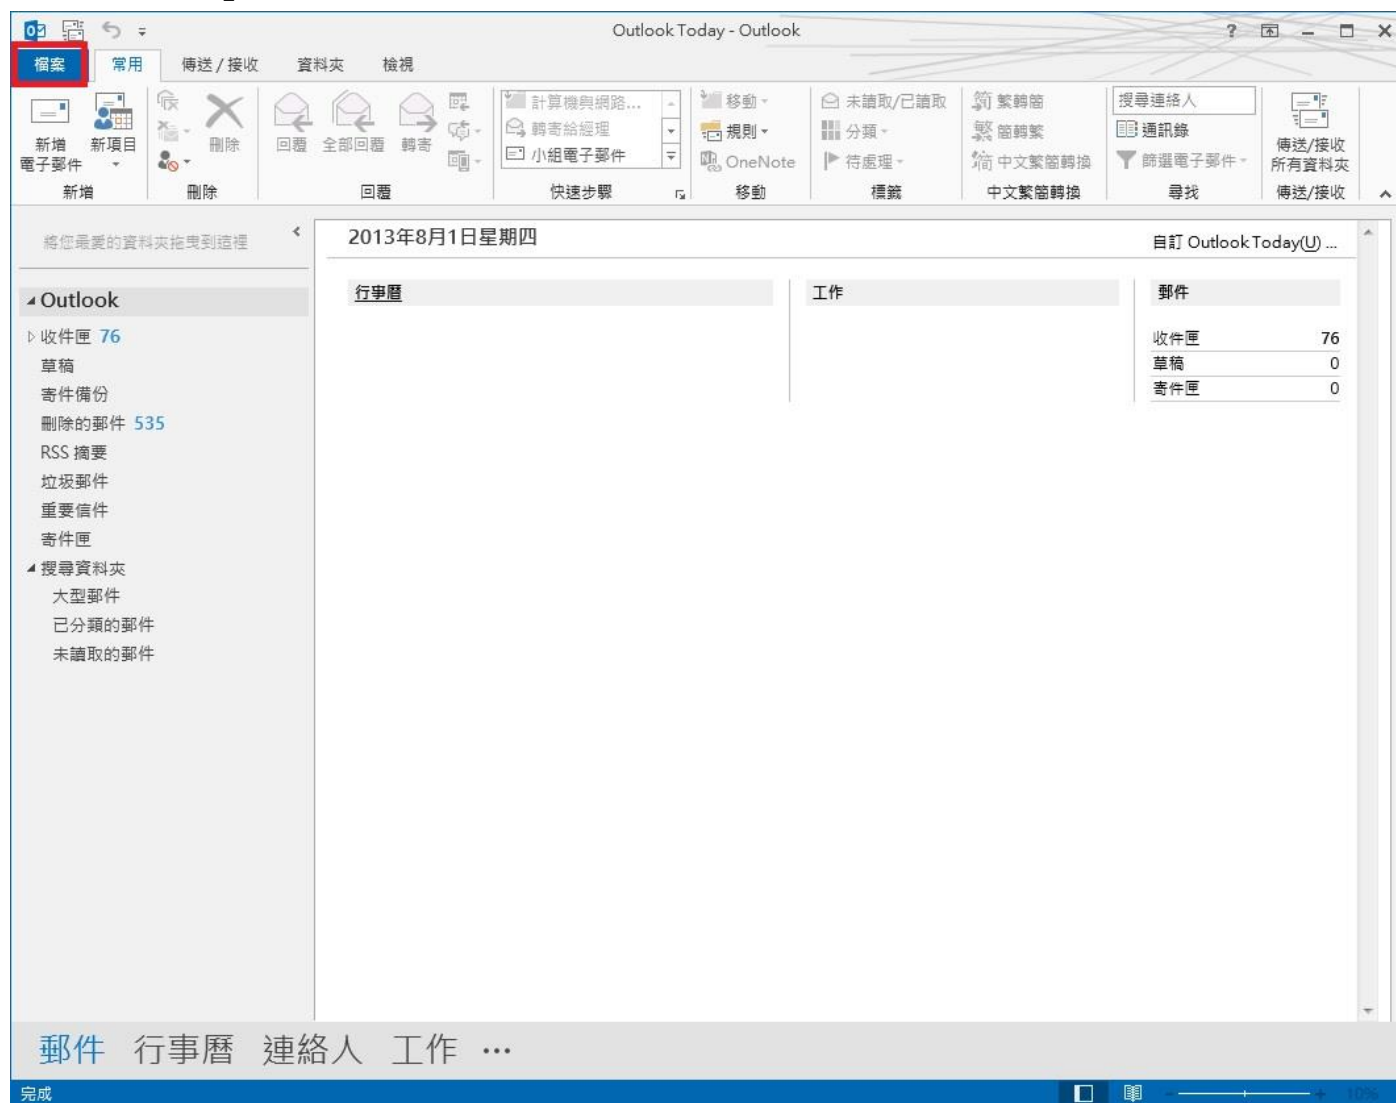 Outlook Today - Outlook
檔案 常用 傳送 / 接收 資料夾 檢視
新增
電子郵件
新項目
新增
刪除
刪除
回覆 全部回覆 轉寄
回覆
計算機與網路...
轉寄給經理
小組電子郵件
快速步驟
移動
規則
OneNote
移動
未讀取/已讀取
分類
待處理
標籤
繁轉簡
簡轉繁
中文繁簡轉換
中文繁簡轉換
搜尋連絡人
通訊錄
篩選電子郵件
尋找
傳送/接收
所有資料夾
傳送/接收
將您最愛的資料夾拖曳到這裡
Outlook
收件匣 76
草稿
寄件備份
刪除的郵件 535
RSS 摘要
垃圾郵件
重要信件
寄件匣
搜尋資料夾
大型郵件
已分類的郵件
未讀取的郵件
2013年8月1日星期四
自訂 Outlook Today(U) ...
行事曆
工作
郵件
收件匣 76
草稿 0
寄件匣 0
郵件 行事曆 連絡人 工作 ...
完成
10%